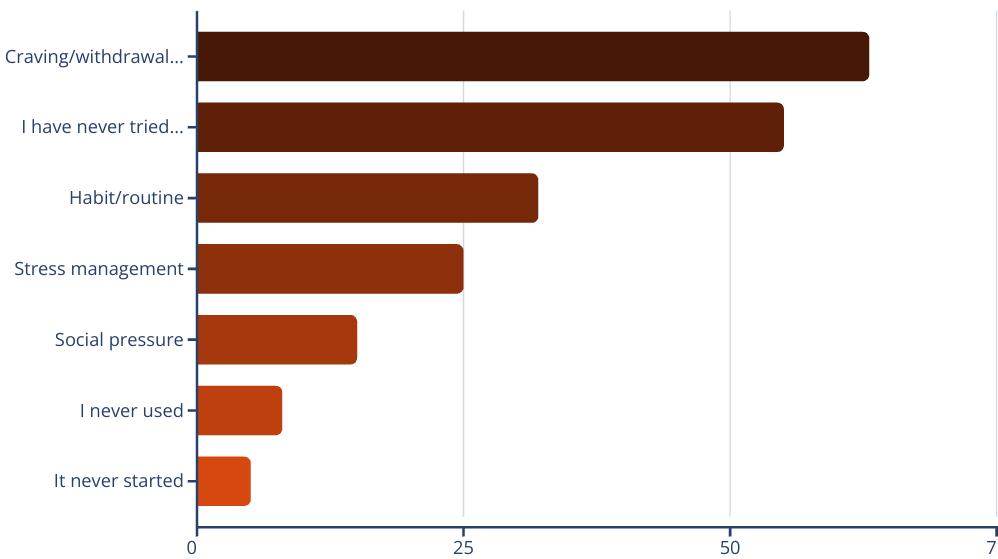 Craving/withdrawal...
I have never tried...
Habit/routine
Stress management
Social pressure
I never used
It never started
0 25 50 7